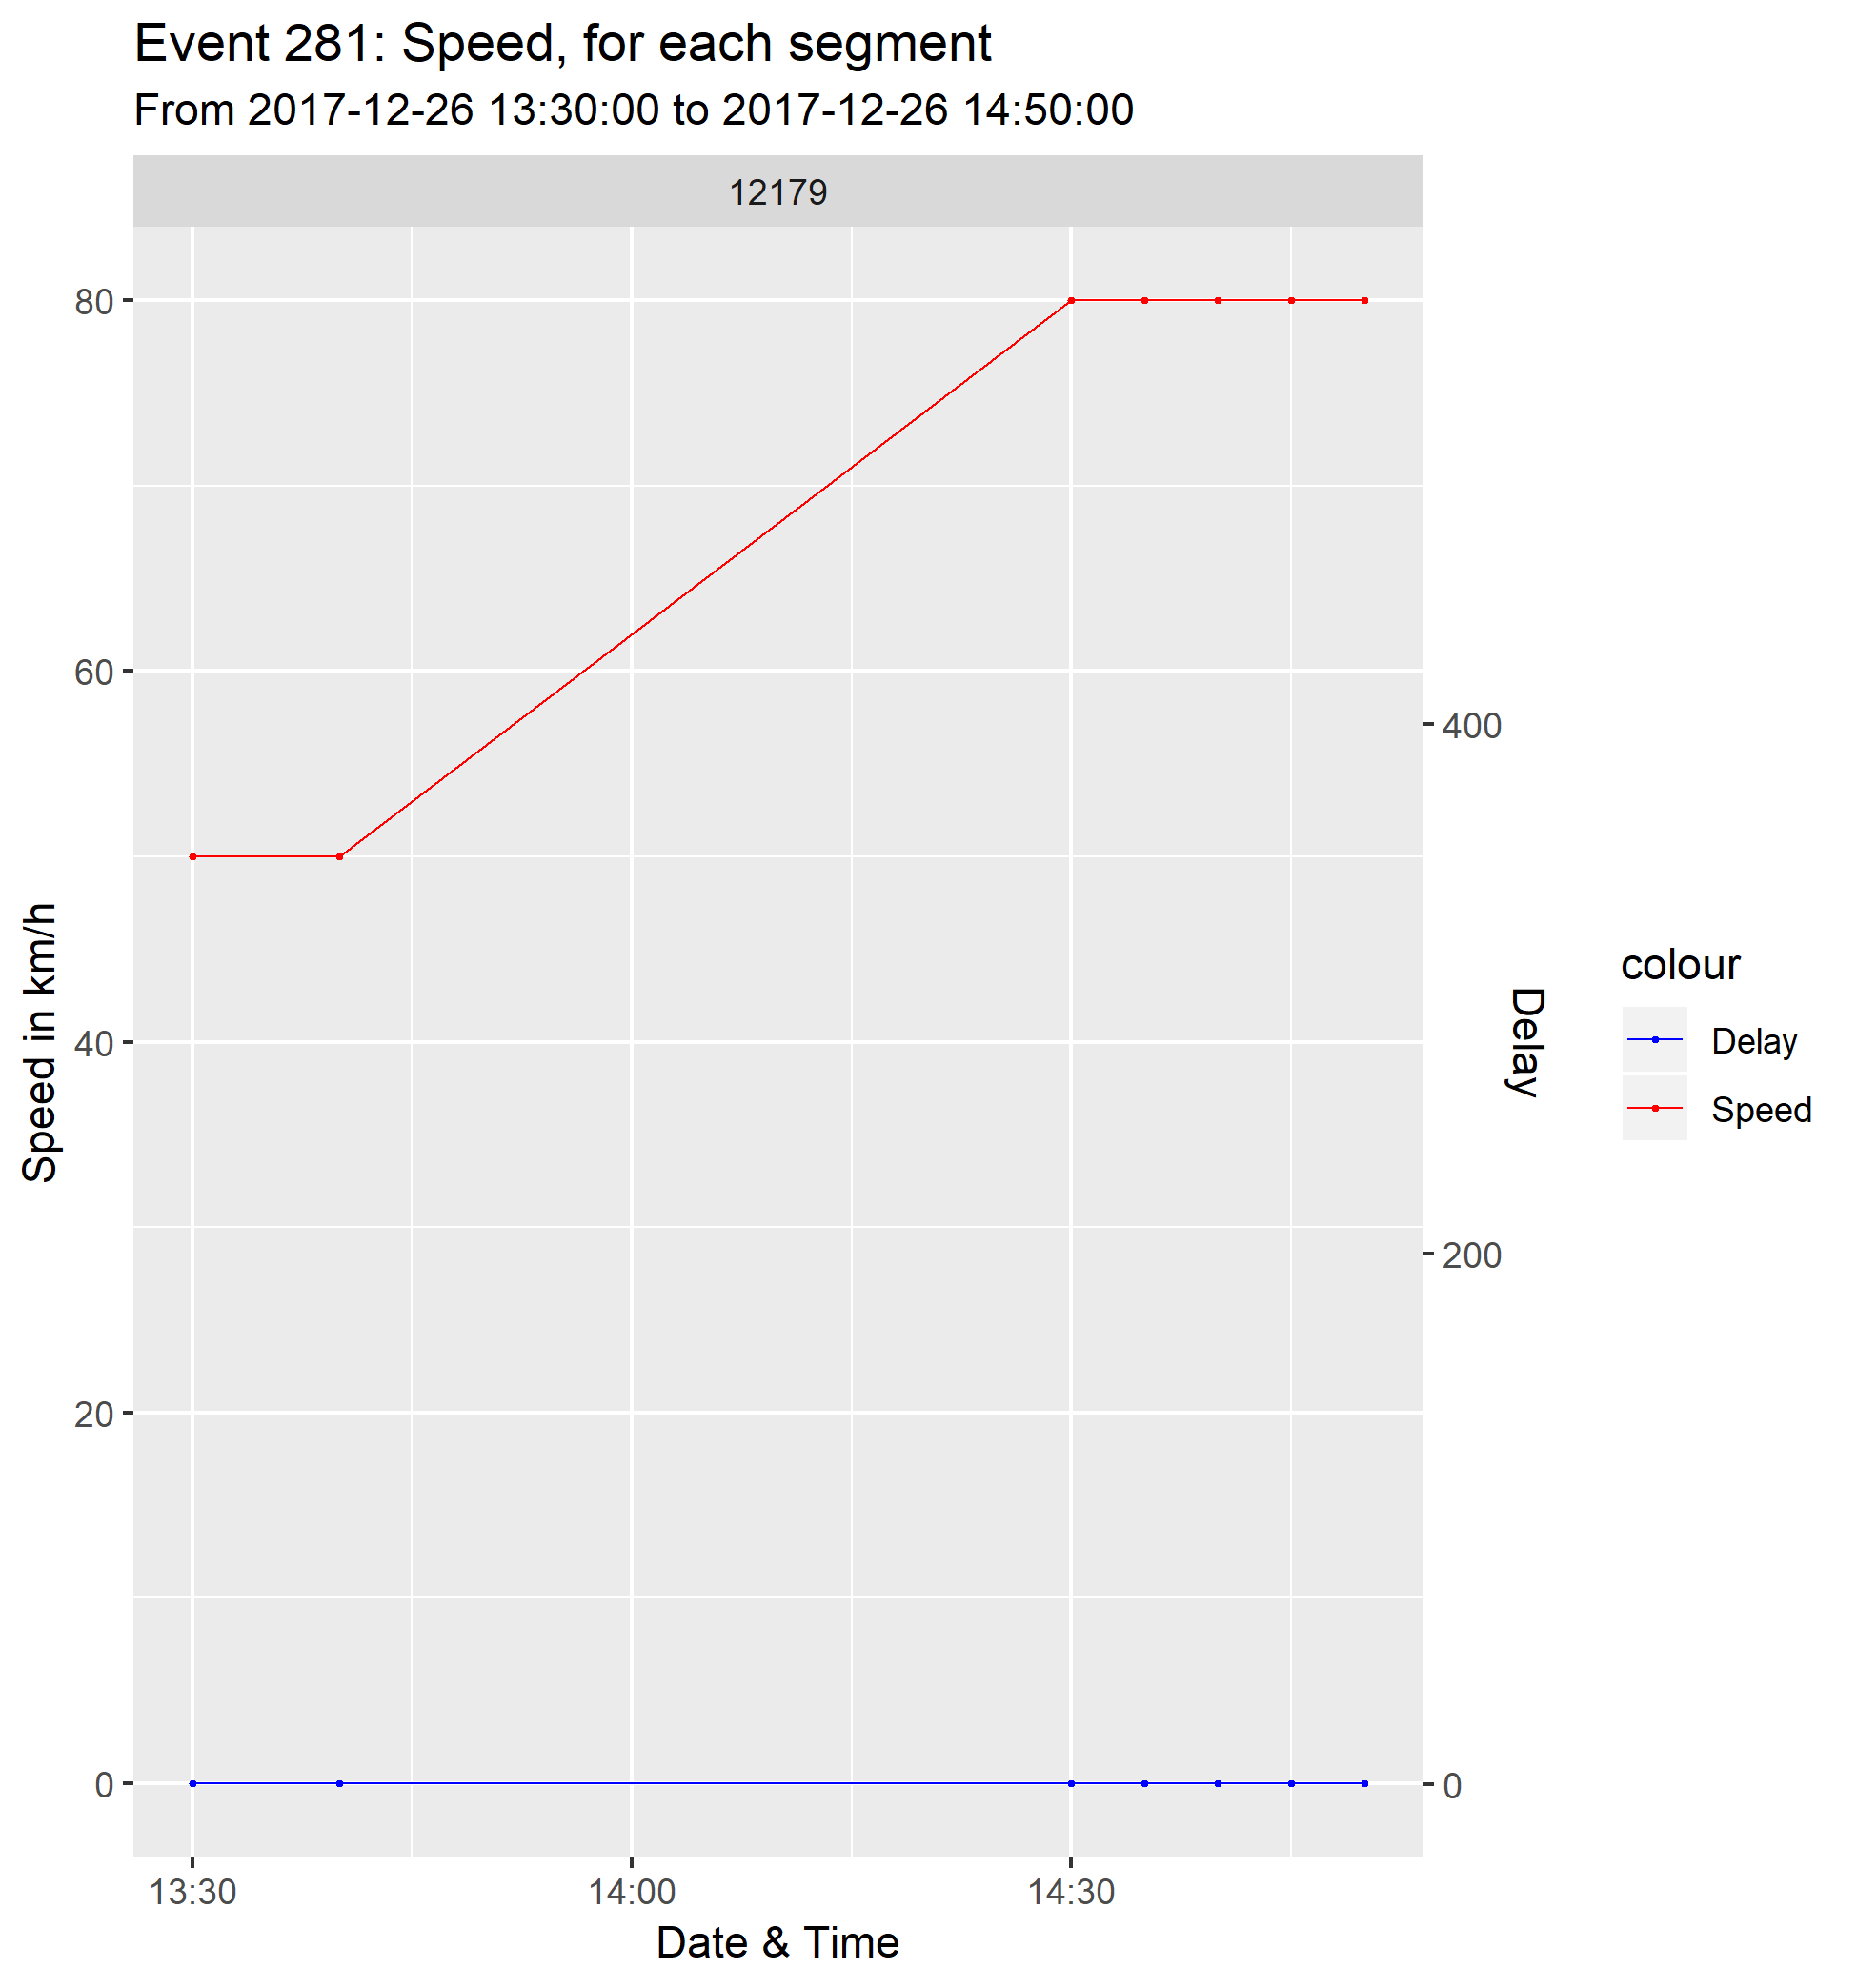 Event 281: Speed, for each segment
From 2017-12-26 13:30:00 to 2017-12-26 14:50:00
12179
80
60
40
20
0
Speed in km/h
400
200
0
Delay
13:30
14:00
14:30
Date & Time
colour
Delay
Speed